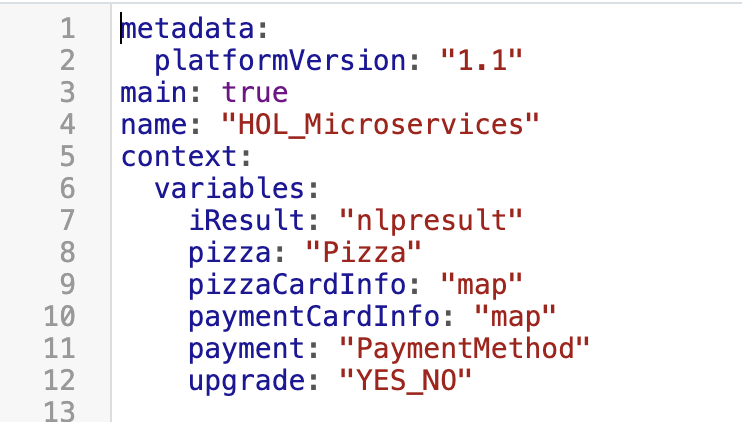 1 metadata:
2   platformVersion: "1.1"
3 main: true
4 name: "HOL_Microservices"
5 context:
6   variables:
7     iResult: "nlpresult"
8     pizza: "Pizza"
9     pizzaCardInfo: "map"
10     paymentCardInfo: "map"
11     payment: "PaymentMethod"
12     upgrade: "YES_NO"
13